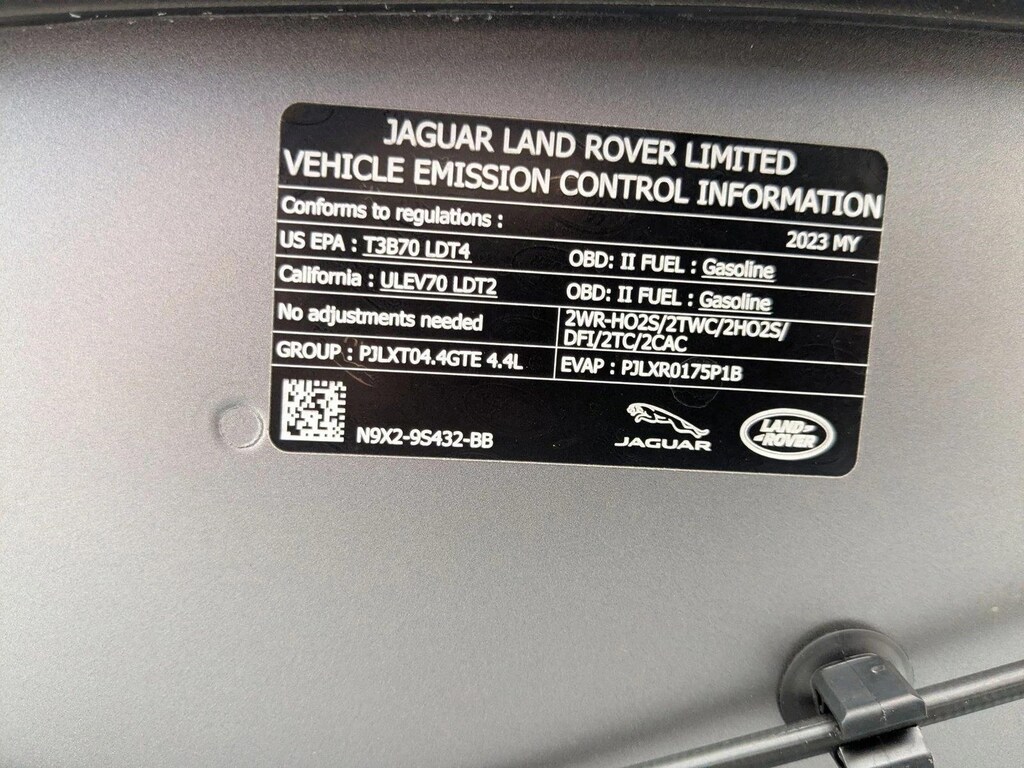 JAGUAR LAND ROVER LIMITED
VEHICLE EMISSION CONTROL INFORMATION
Conforms to regulations :
2023 MY
US EPA : T3B70 LDT4
OBD: II FUEL : Gasoline
California : ULEV70 LDT2
OBD: II FUEL : Gasoline
No adjustments needed
2WR-HO2S/2TWC/2HO2S/
DFI/2TC/2CAC
GROUP : PJLXT04.4GTE 4.4L
EVAP : PJLXR0175P1B
N9X2-9S432-BB
JAGUAR
LAND-
ROVER